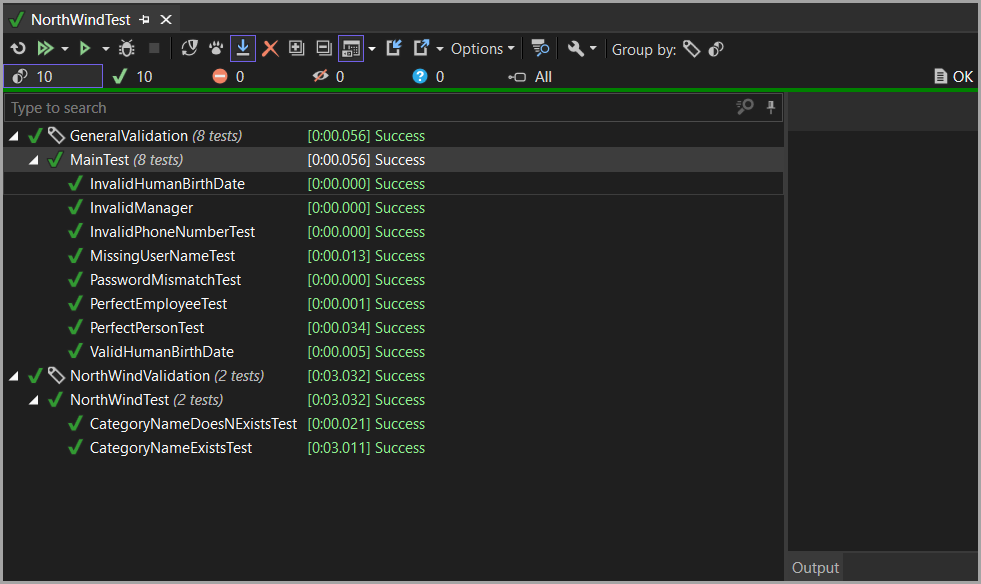 NorthWindTest
Options Group by:
10 10 0 0 ? 0 All OK
Type to search
GeneralValidation (8 tests) [0:00.056] Success
MainTest (8 tests) [0:00.056] Success
InvalidHumanBirthDate [0:00.000] Success
InvalidManager [0:00.000] Success
InvalidPhoneNumberTest [0:00.000] Success
MissingUserNameTest [0:00.013] Success
PasswordMismatchTest [0:00.000] Success
PerfectEmployeeTest [0:00.001] Success
PerfectPersonTest [0:00.034] Success
ValidHumanBirthDate [0:00.005] Success
NorthWindValidation (2 tests) [0:03.032] Success
NorthWindTest (2 tests) [0:03.032] Success
CategoryNameDoesNExistsTest [0:00.021] Success
CategoryNameExistsTest [0:03.011] Success
Output